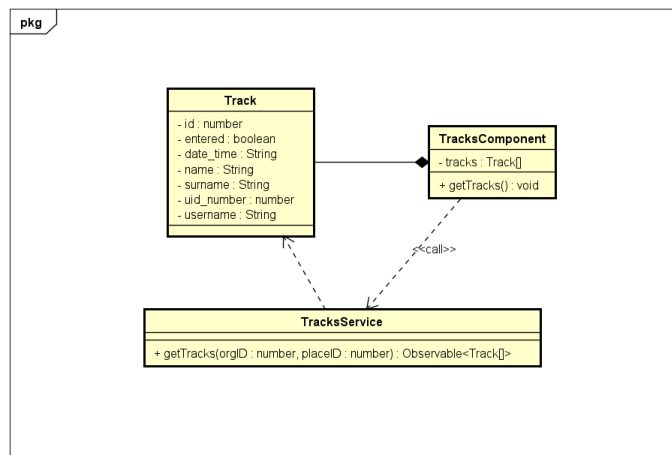 pkg
Track
- id : number
- entered : boolean
- date_time : String
- name : String
- surname : String
- uid_number : number
- username : String
TracksComponent
- tracks : Track[]
+ getTracks() : void
<<call>>
TracksService
+ getTracks(orgID : number, placeID : number) : Observable<Track[]>